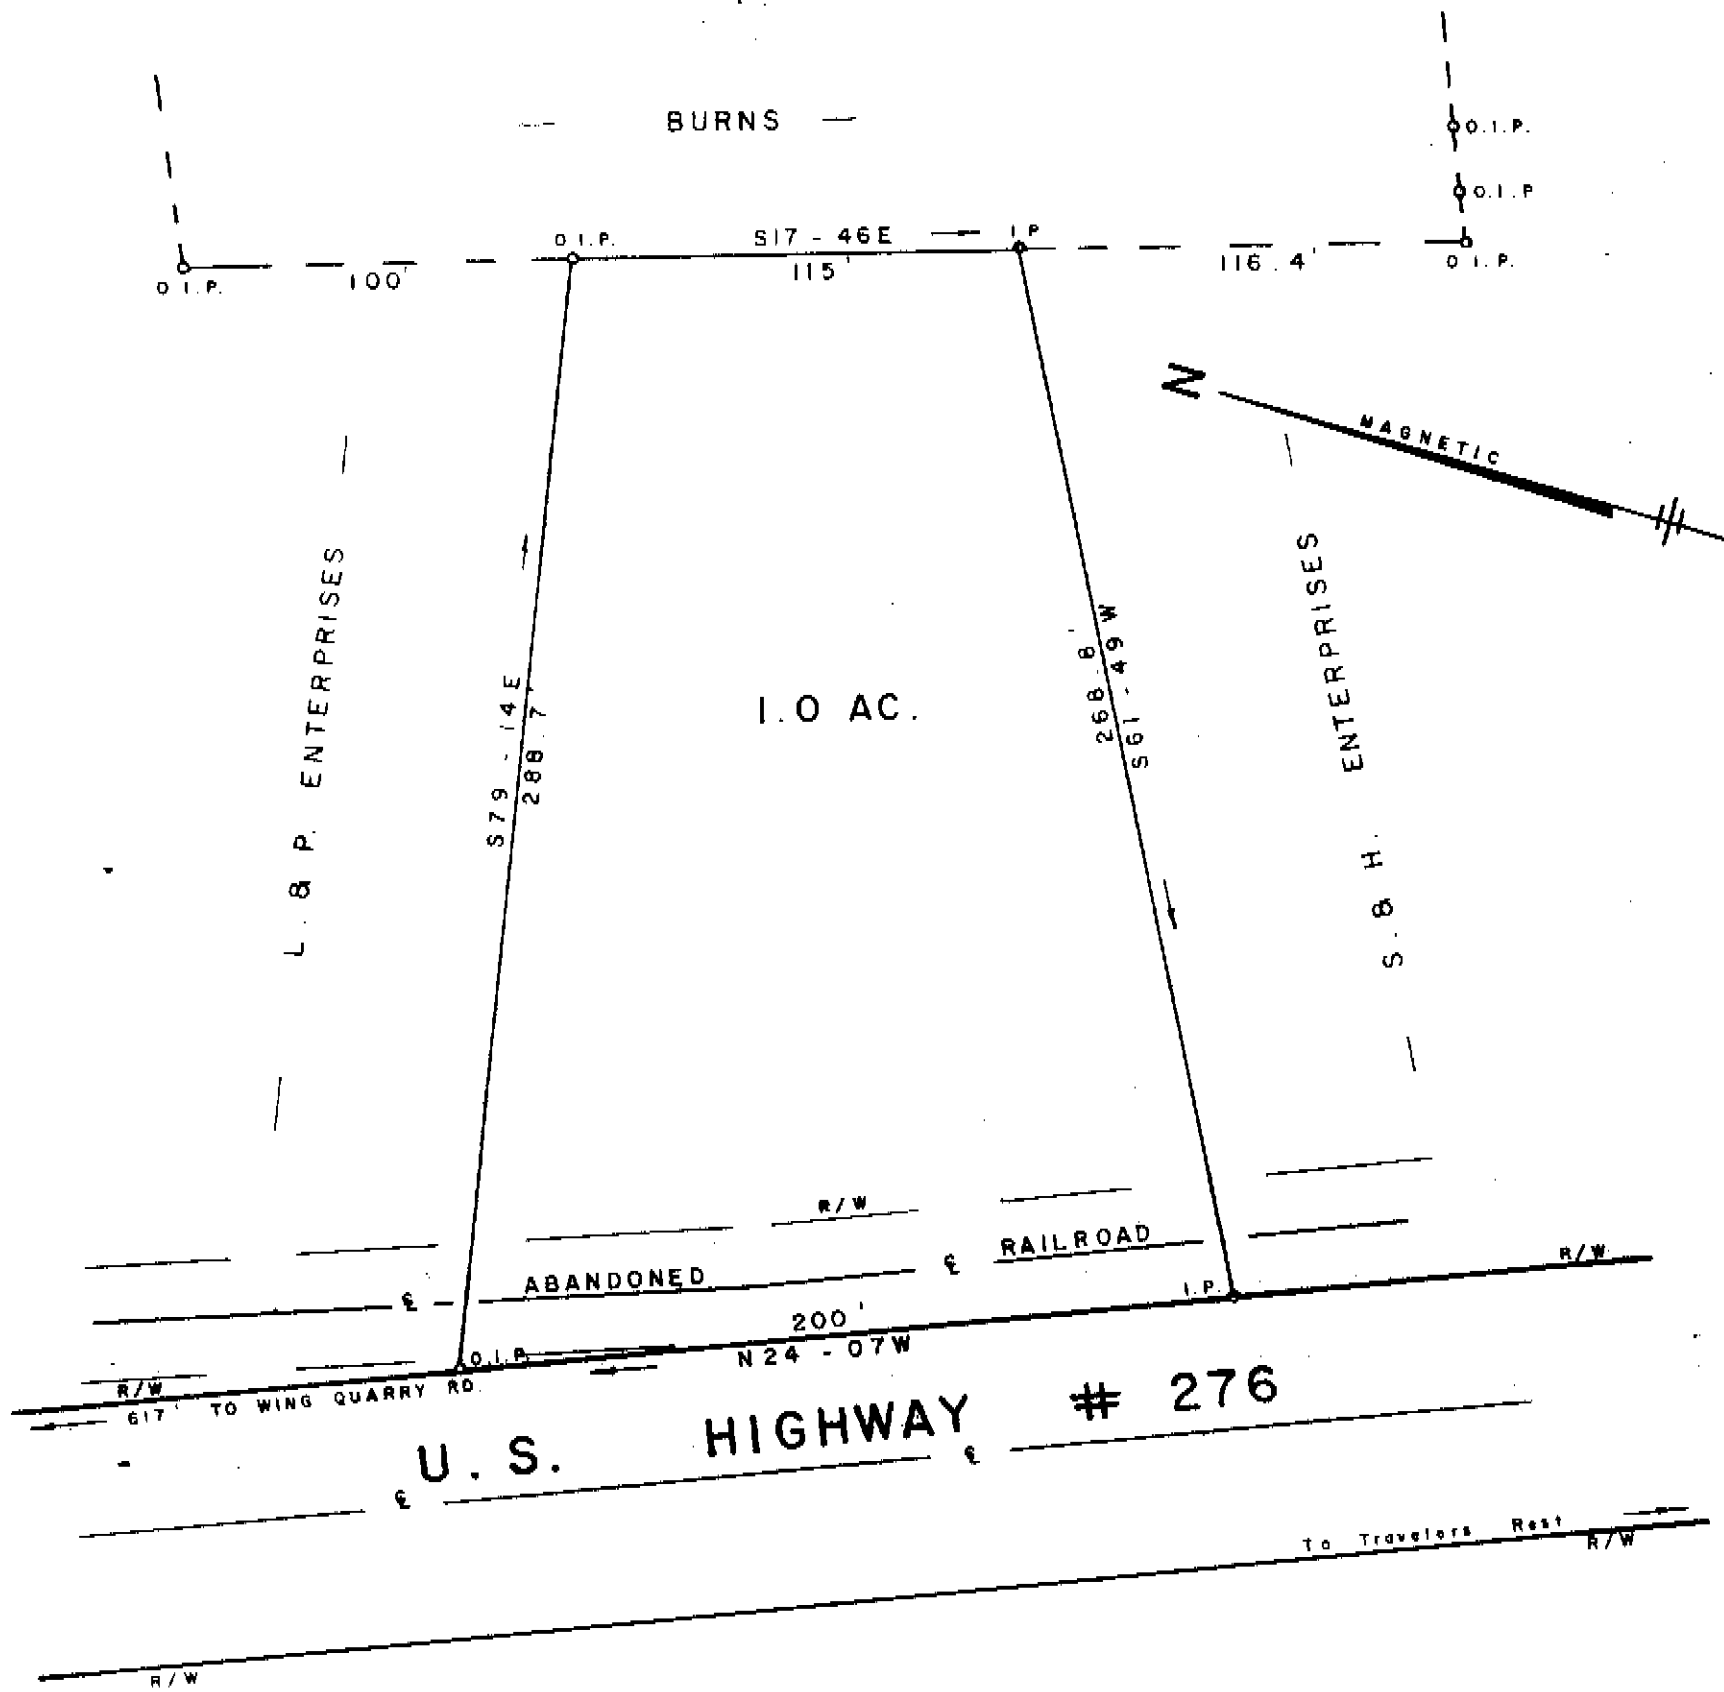 BURNS
O.I.P.
O.I.P
O.I.P.
S17 - 46E
I.P
O.I.P.
100'
115'
116.4'
O.I.P.
N
MAGNETIC
L. & P. ENTERPRISES
S79 - 14E
288.7'
1.0 AC.
268.8'
S61 - 49W
S. & H. ENTERPRISES
R/W
ABANDONED ℄ RAILROAD
℄
R/W
I.P.
200'
O.I.P.
N24 - 07W
R/W
617' TO WING QUARRY RD.
U.S. HIGHWAY # 276
℄
℄
To Travelers Rest
R/W
R/W